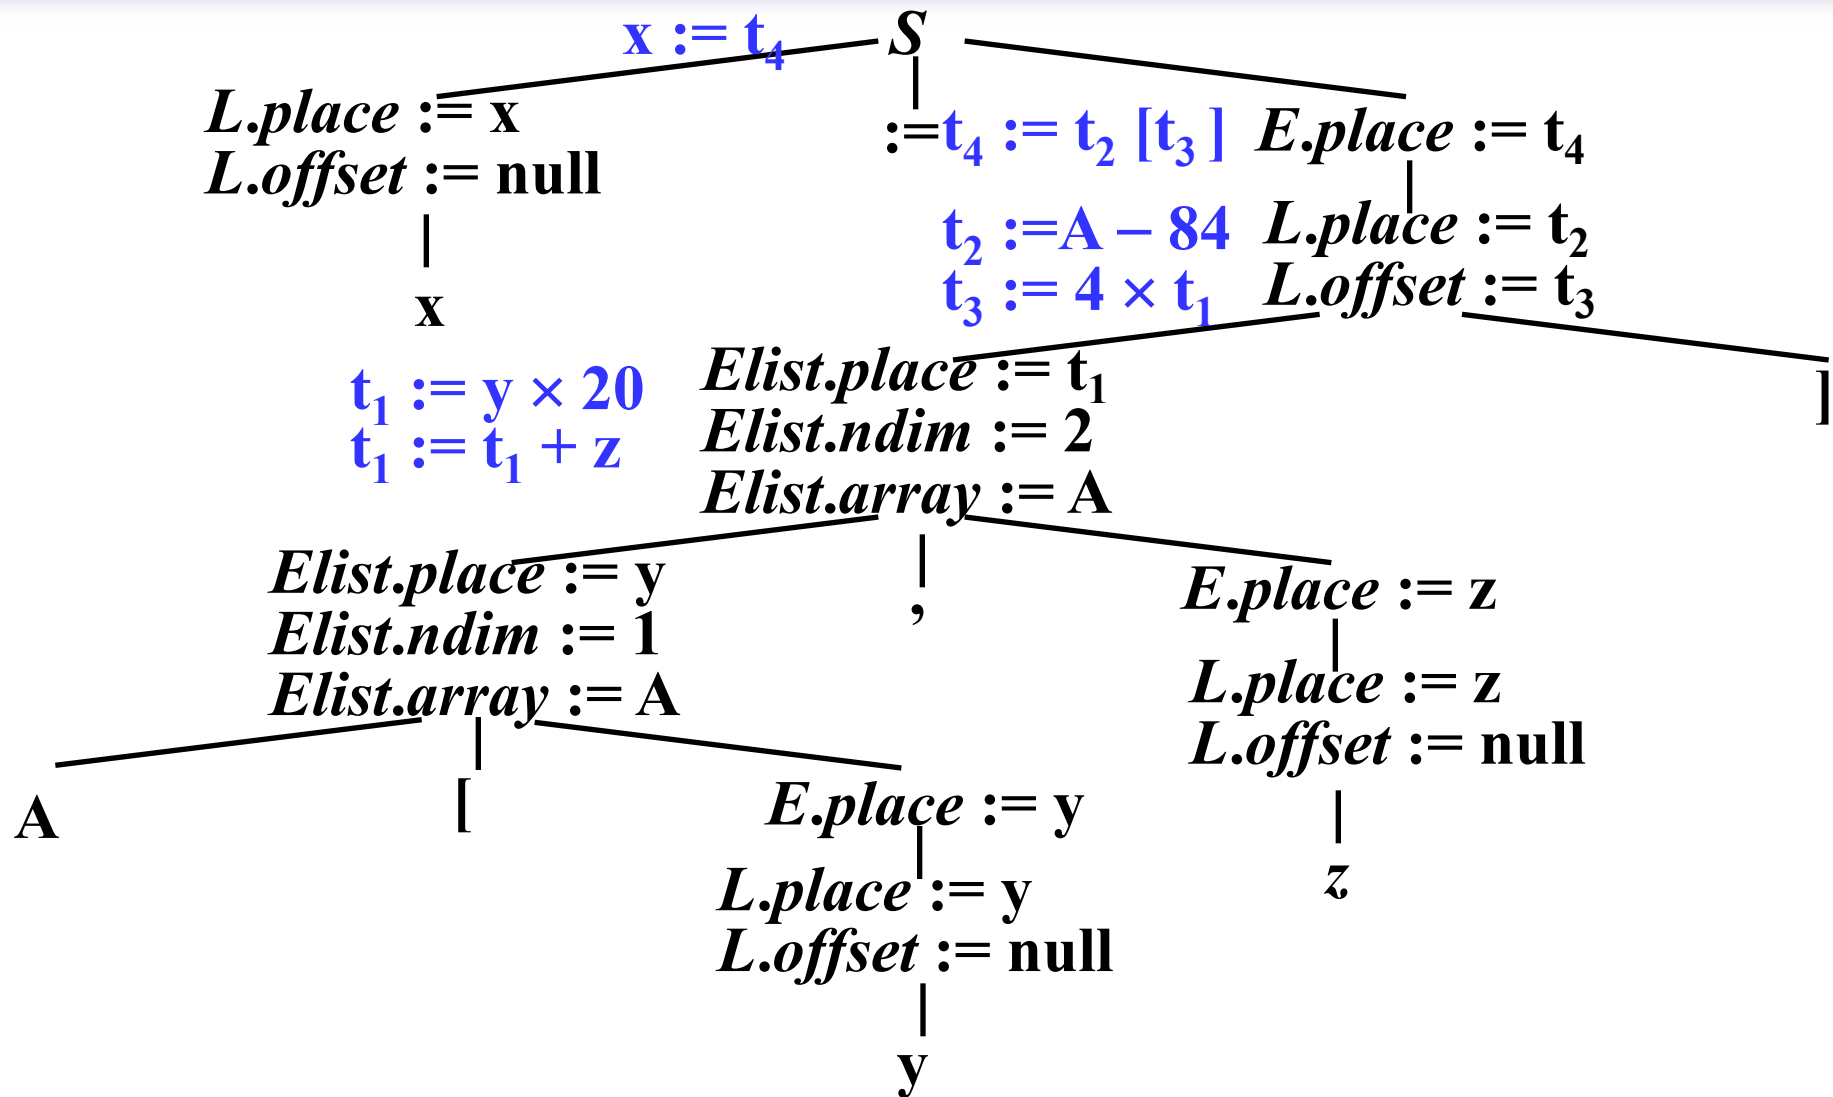 x := t₄
S
L.place := x
L.offset := null
x
:=
t₄ := t₂ [t₃ ]
E.place := t₄
t₂ :=A – 84
L.place := t₂
t₃ := 4 × t₁
L.offset := t₃
t₁ := y × 20
t₁ := t₁ + z
Elist.place := t₁
Elist.ndim := 2
Elist.array := A
]
Elist.place := y
Elist.ndim := 1
Elist.array := A
,
E.place := z
L.place := z
L.offset := null
z
A
[
E.place := y
L.place := y
L.offset := null
y